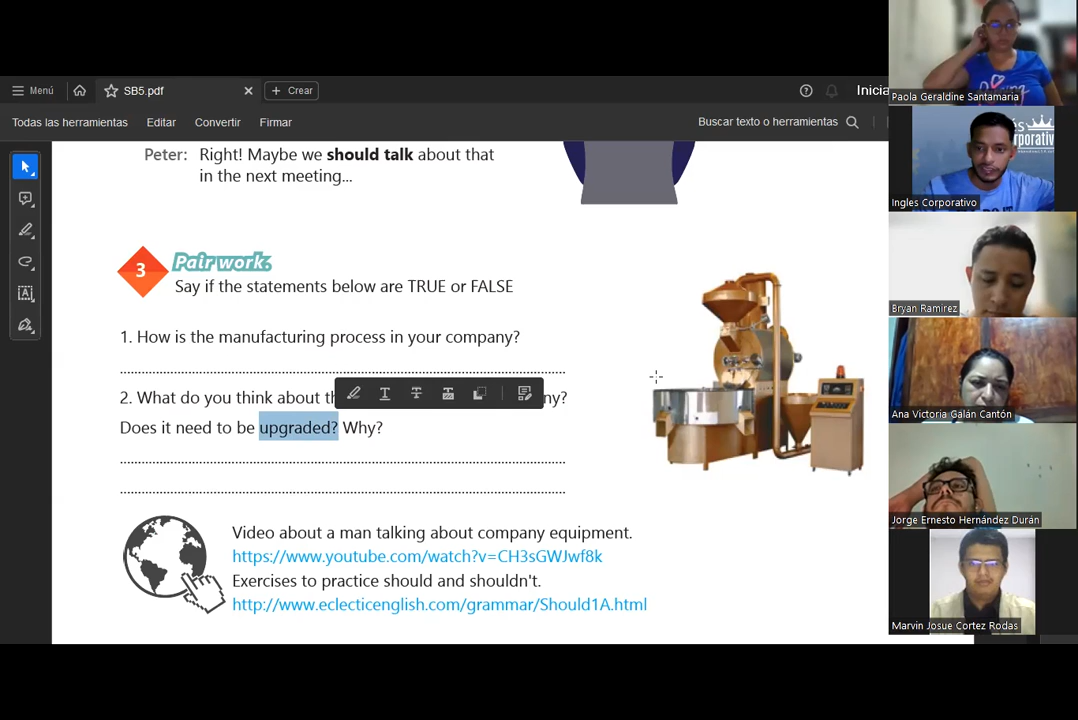 Menú
SB5.pdf
Crear
Inicia
Todas las herramientas
Editar
Convertir
Firmar
Buscar texto o herramientas
Peter: Right! Maybe we should talk about that
in the next meeting...
3
Pair work.
Say if the statements below are TRUE or FALSE
1. How is the manufacturing process in your company?
2. What do you think about th
ny?
Does it need to be upgraded? Why?
Video about a man talking about company equipment.
https://www.youtube.com/watch?v=CH3sGWJwf8k
Exercises to practice should and shouldn't.
http://www.eclecticenglish.com/grammar/Should1A.html
Paola Geraldine Santamaria
Ingles Corporativo
Bryan Ramirez
Ana Victoria Galán Cantón
Jorge Ernesto Hernández Durán
Marvin Josue Cortez Rodas